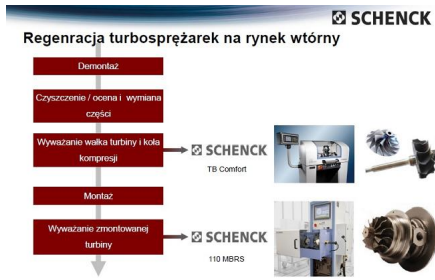 SCHENCK
Regenracja turbosprężarek na rynek wtórny
Demontaż
Czyszczenie / ocena i wymiana
części
Wyważanie wałka turbiny i koła
kompresji
SCHENCK
TB Comfort
Montaż
Wyważanie zmontowanej
turbiny
SCHENCK
110 MBRS